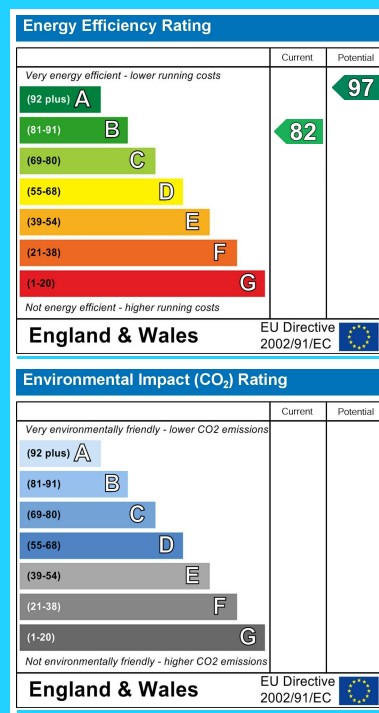 Energy Efficiency Rating
Current Potential
Very energy efficient - lower running costs
(92 plus) A
97
(81-91) B
82
(69-80) C
(55-68) D
(39-54) E
(21-38) F
(1-20) G
Not energy efficient - higher running costs
England & Wales
EU Directive
2002/91/EC
Environmental Impact (CO₂) Rating
Current Potential
Very environmentally friendly - lower CO2 emissions
(92 plus) A
(81-91) B
(69-80) C
(55-68) D
(39-54) E
(21-38) F
(1-20) G
Not environmentally friendly - higher CO2 emissions
England & Wales
EU Directive
2002/91/EC